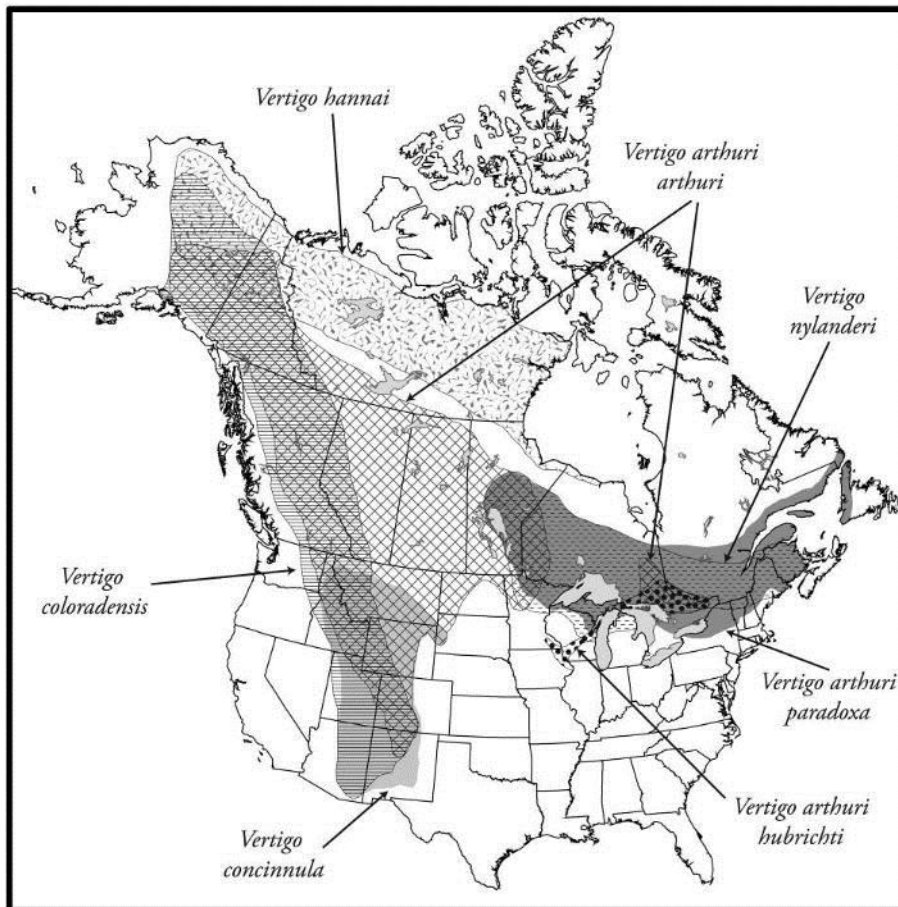 Vertigo hannai
Vertigo arthuri
arthuri
Vertigo
nylanderi
Vertigo
coloradensis
Vertigo arthuri
paradoxa
Vertigo arthuri
hubrichti
Vertigo
concinnula